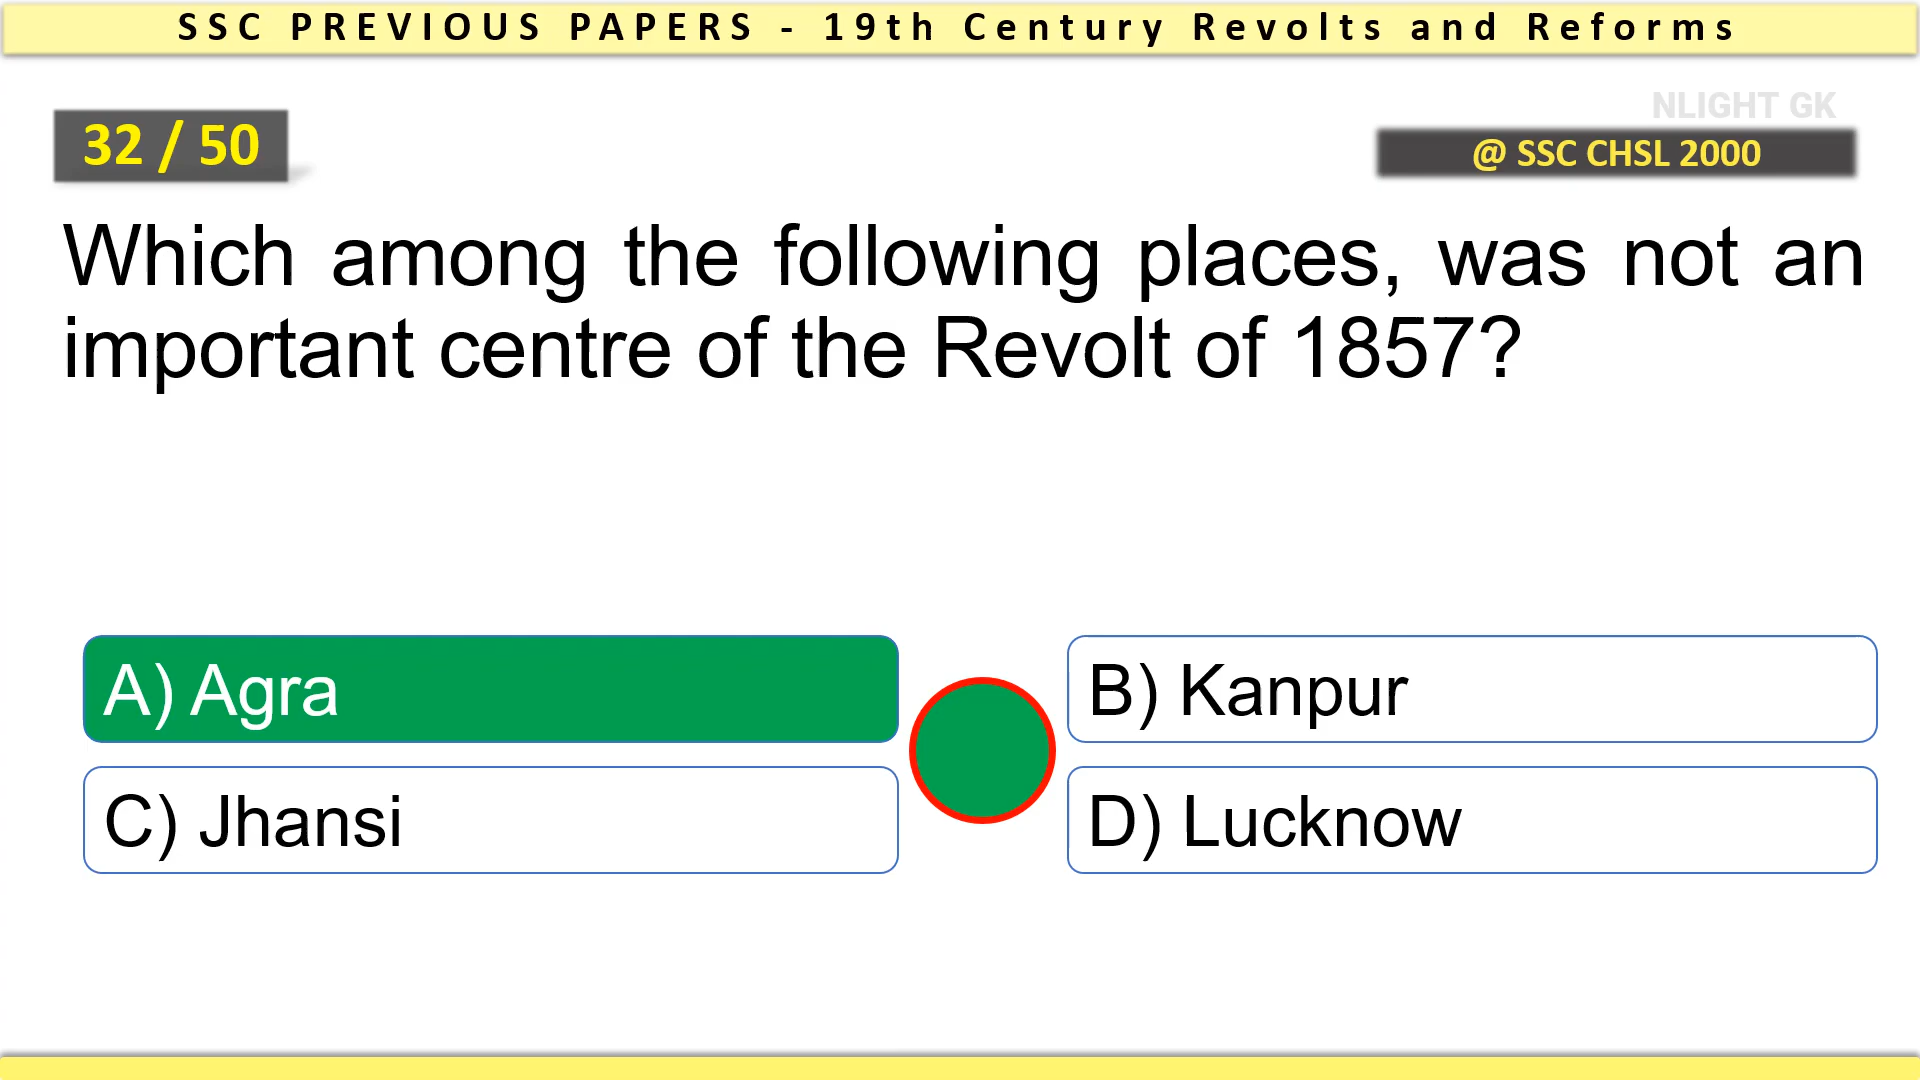 SSC PREVIOUS PAPERS - 19th Century Revolts and Reforms
NLIGHT GK
32 / 50
@ SSC CHSL 2000
Which among the following places, was not an
important centre of the Revolt of 1857?
A) Agra
B) Kanpur
C) Jhansi
D) Lucknow